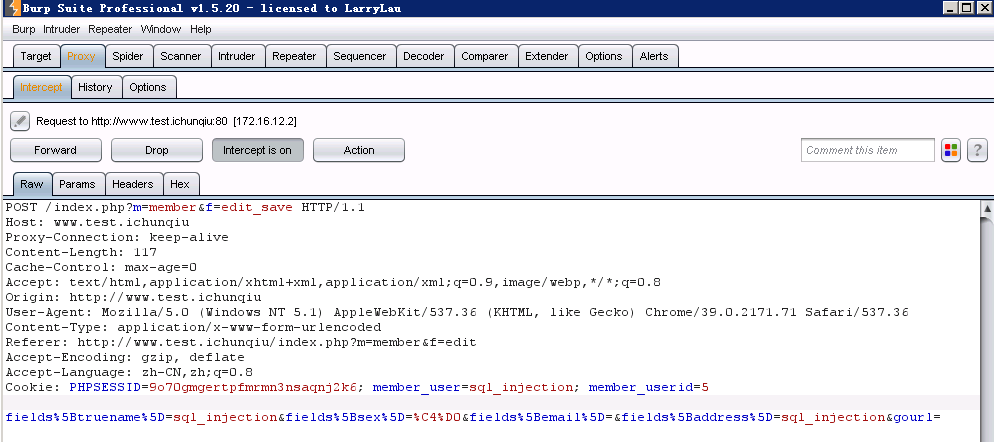 Burp Suite Professional v1.5.20 - licensed to LarryLau
Burp Intruder Repeater Window Help
Target Proxy Spider Scanner Intruder Repeater Sequencer Decoder Comparer Extender Options Alerts
Intercept History Options
Request to http://www.test.ichunqiu:80 [172.16.12.2]
Forward Drop Intercept is on Action Comment this item ?
Raw Params Headers Hex
POST /index.php?m=member&f=edit_save HTTP/1.1
Host: www.test.ichunqiu
Proxy-Connection: keep-alive
Content-Length: 117
Cache-Control: max-age=0
Accept: text/html,application/xhtml+xml,application/xml;q=0.9,image/webp,*/*;q=0.8
Origin: http://www.test.ichunqiu
User-Agent: Mozilla/5.0 (Windows NT 5.1) AppleWebKit/537.36 (KHTML, like Gecko) Chrome/39.0.2171.71 Safari/537.36
Content-Type: application/x-www-form-urlencoded
Referer: http://www.test.ichunqiu/index.php?m=member&f=edit
Accept-Encoding: gzip, deflate
Accept-Language: zh-CN,zh;q=0.8
Cookie: PHPSESSID=9o70gmgertpfmrmn3nsaqnj2k6; member_user=sql_injection; member_userid=5
fields%5Btruename%5D=sql_injection&fields%5Bsex%5D=%C4%D0&fields%5Bemail%5D=&fields%5Baddress%5D=sql_injection&gourl=